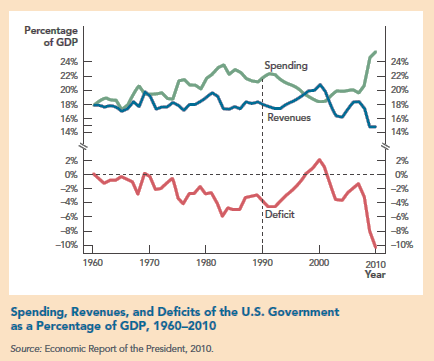 Percentage
of GDP
24% 24%
22% 22%
20% 20%
18% 18%
16% 16%
14% 14%
Spending
Revenues
2% 2%
0% 0%
–2% –2%
–4% –4%
–6% –6%
–8% –8%
–10% –10%
Deficit
1960 1970 1980 1990 2000 2010
Year
Spending, Revenues, and Deficits of the U.S. Government
as a Percentage of GDP, 1960–2010
Source: Economic Report of the President, 2010.